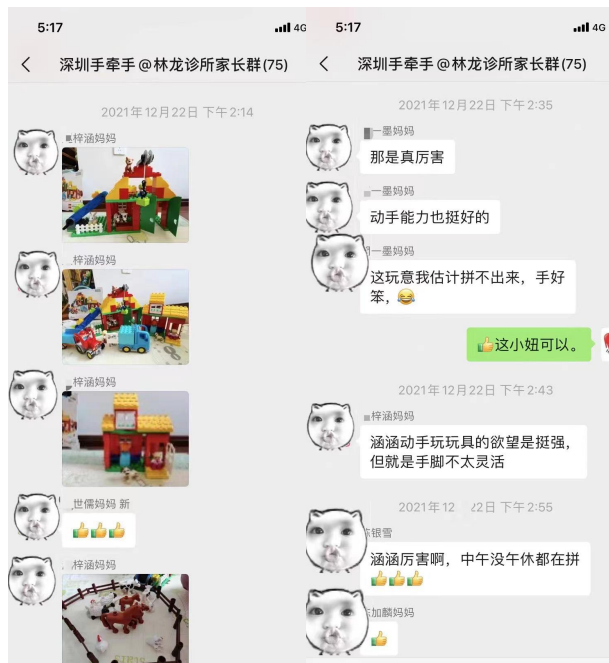 5:17
4G
深圳手牵手@林龙诊所家长群(75)
2021年12月22日 下午2:14
梓涵妈妈
梓涵妈妈
梓涵妈妈
世儒妈妈 新
梓涵妈妈
5:17
4G
深圳手牵手@林龙诊所家长群(75)
2021年12月22日 下午2:35
一墨妈妈
那是真厉害
一墨妈妈
动手能力也挺好的
一墨妈妈
这玩意我估计拼不出来，手好
笨，😂
👍这小妞可以。
2021年12月22日 下午2:43
梓涵妈妈
涵涵动手玩玩具的欲望是挺强，
但就是手脚不太灵活
2021年12 22日 下午2:55
银雪
涵涵厉害啊，中午没午休都在拼
👍👍👍
加麟妈妈